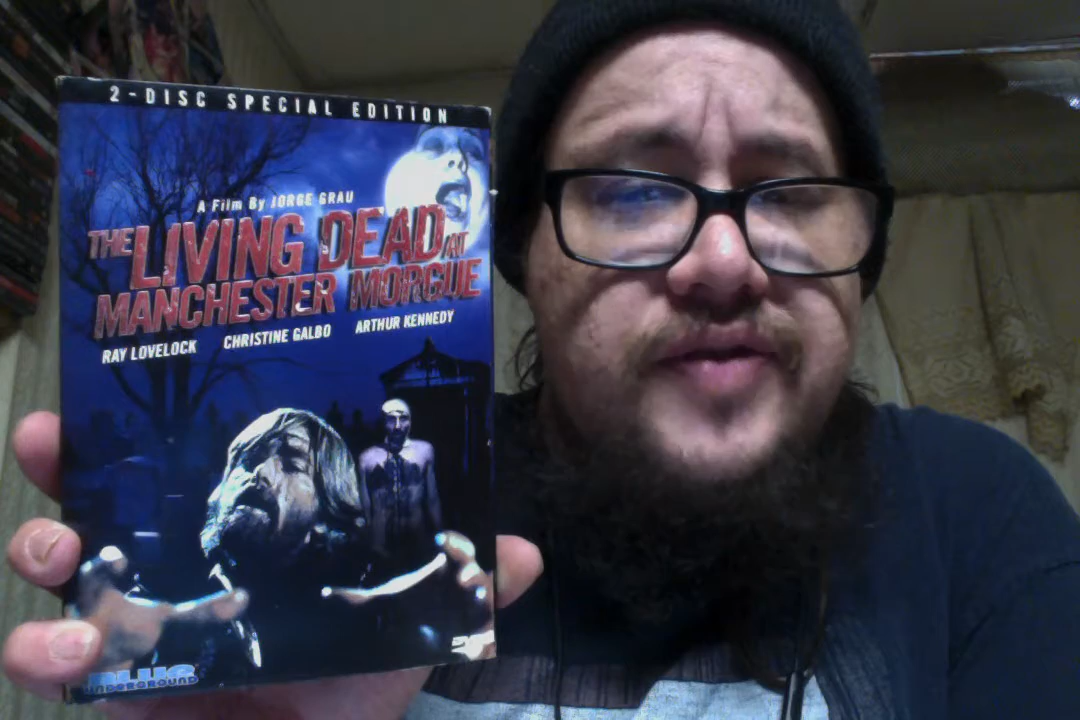 2-DISC SPECIAL EDITION
A Film By JORGE GRAU
THE LIVING DEAD AT
MANCHESTER MORGUE
RAY LOVELOCK CHRISTINE GALBO ARTHUR KENNEDY
BLUE
UNDERGROUND